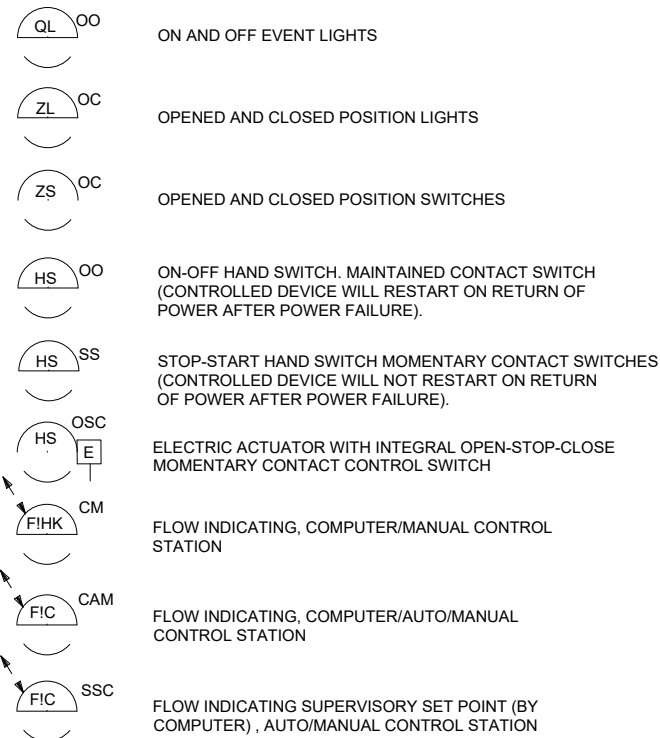 QL OO
ON AND OFF EVENT LIGHTS
ZL OC
OPENED AND CLOSED POSITION LIGHTS
ZS OC
OPENED AND CLOSED POSITION SWITCHES
HS OO
ON-OFF HAND SWITCH. MAINTAINED CONTACT SWITCH
(CONTROLLED DEVICE WILL RESTART ON RETURN OF
POWER AFTER POWER FAILURE).
HS SS
STOP-START HAND SWITCH MOMENTARY CONTACT SWITCHES
(CONTROLLED DEVICE WILL NOT RESTART ON RETURN
OF POWER AFTER POWER FAILURE).
HS OSC
E
ELECTRIC ACTUATOR WITH INTEGRAL OPEN-STOP-CLOSE
MOMENTARY CONTACT CONTROL SWITCH
F!HK CM
FLOW INDICATING, COMPUTER/MANUAL CONTROL
STATION
F!C CAM
FLOW INDICATING, COMPUTER/AUTO/MANUAL
CONTROL STATION
F!C SSC
FLOW INDICATING SUPERVISORY SET POINT (BY
COMPUTER) , AUTO/MANUAL CONTROL STATION